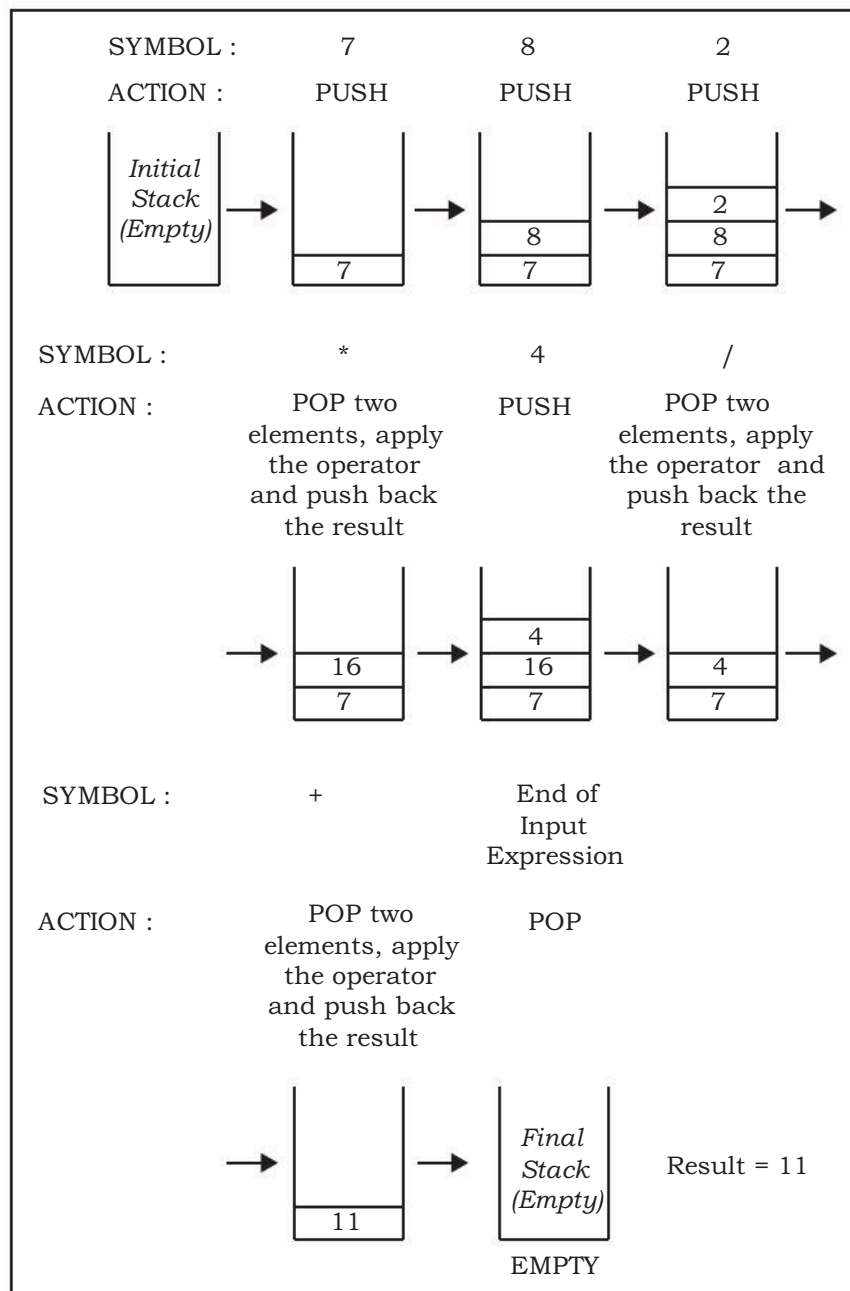 SYMBOL : 7 8 2
ACTION : PUSH PUSH PUSH
Initial
Stack
(Empty)
7
8
7
2
8
7
SYMBOL : * 4 /
ACTION :
POP two
elements, apply
the operator
and push back
the result
PUSH
POP two
elements, apply
the operator and
push back the
result
16
7
4
16
7
4
7
SYMBOL : +
End of
Input
Expression
ACTION :
POP two
elements, apply
the operator
and push back
the result
POP
11
Final
Stack
(Empty)
EMPTY
Result = 11